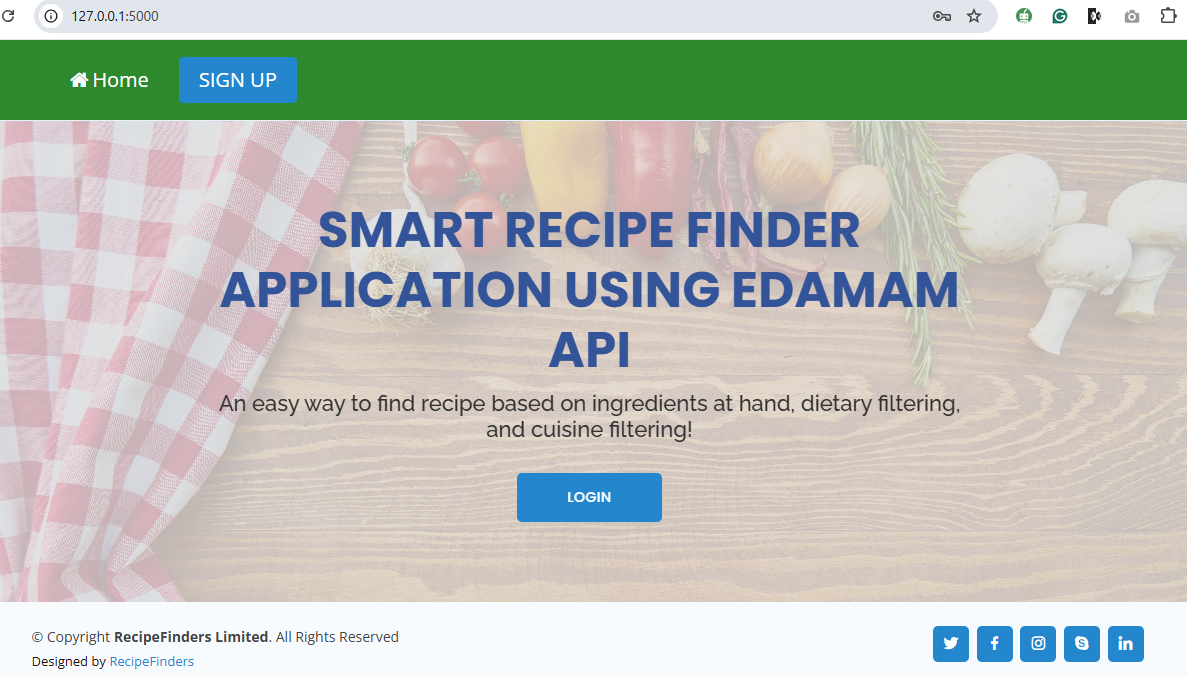 127.0.0.1:5000
Home
SIGN UP
SMART RECIPE FINDER
APPLICATION USING EDAMAM
API
An easy way to find recipe based on ingredients at hand, dietary filtering,
and cuisine filtering!
LOGIN
© Copyright RecipeFinders Limited. All Rights Reserved
Designed by RecipeFinders